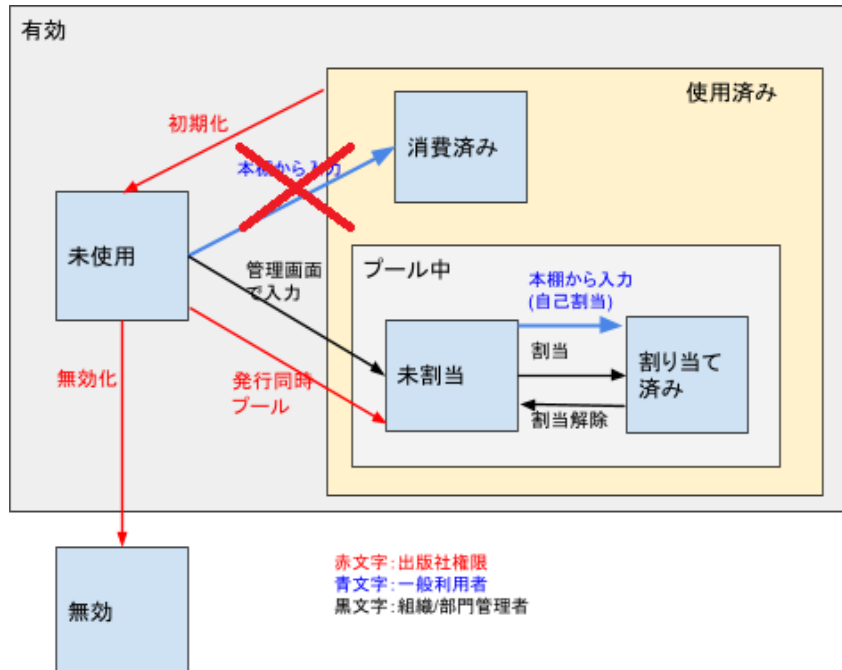 有効
使用済み
初期化
消費済み
本棚から入力
未使用
管理画面
で入力
プール中
本棚から入力
(自己割当)
未割当
割当
割り当て
済み
割当解除
無効化
発行同時
プール
無効
赤文字：出版社権限
青文字：一般利用者
黒文字：組織/部門管理者